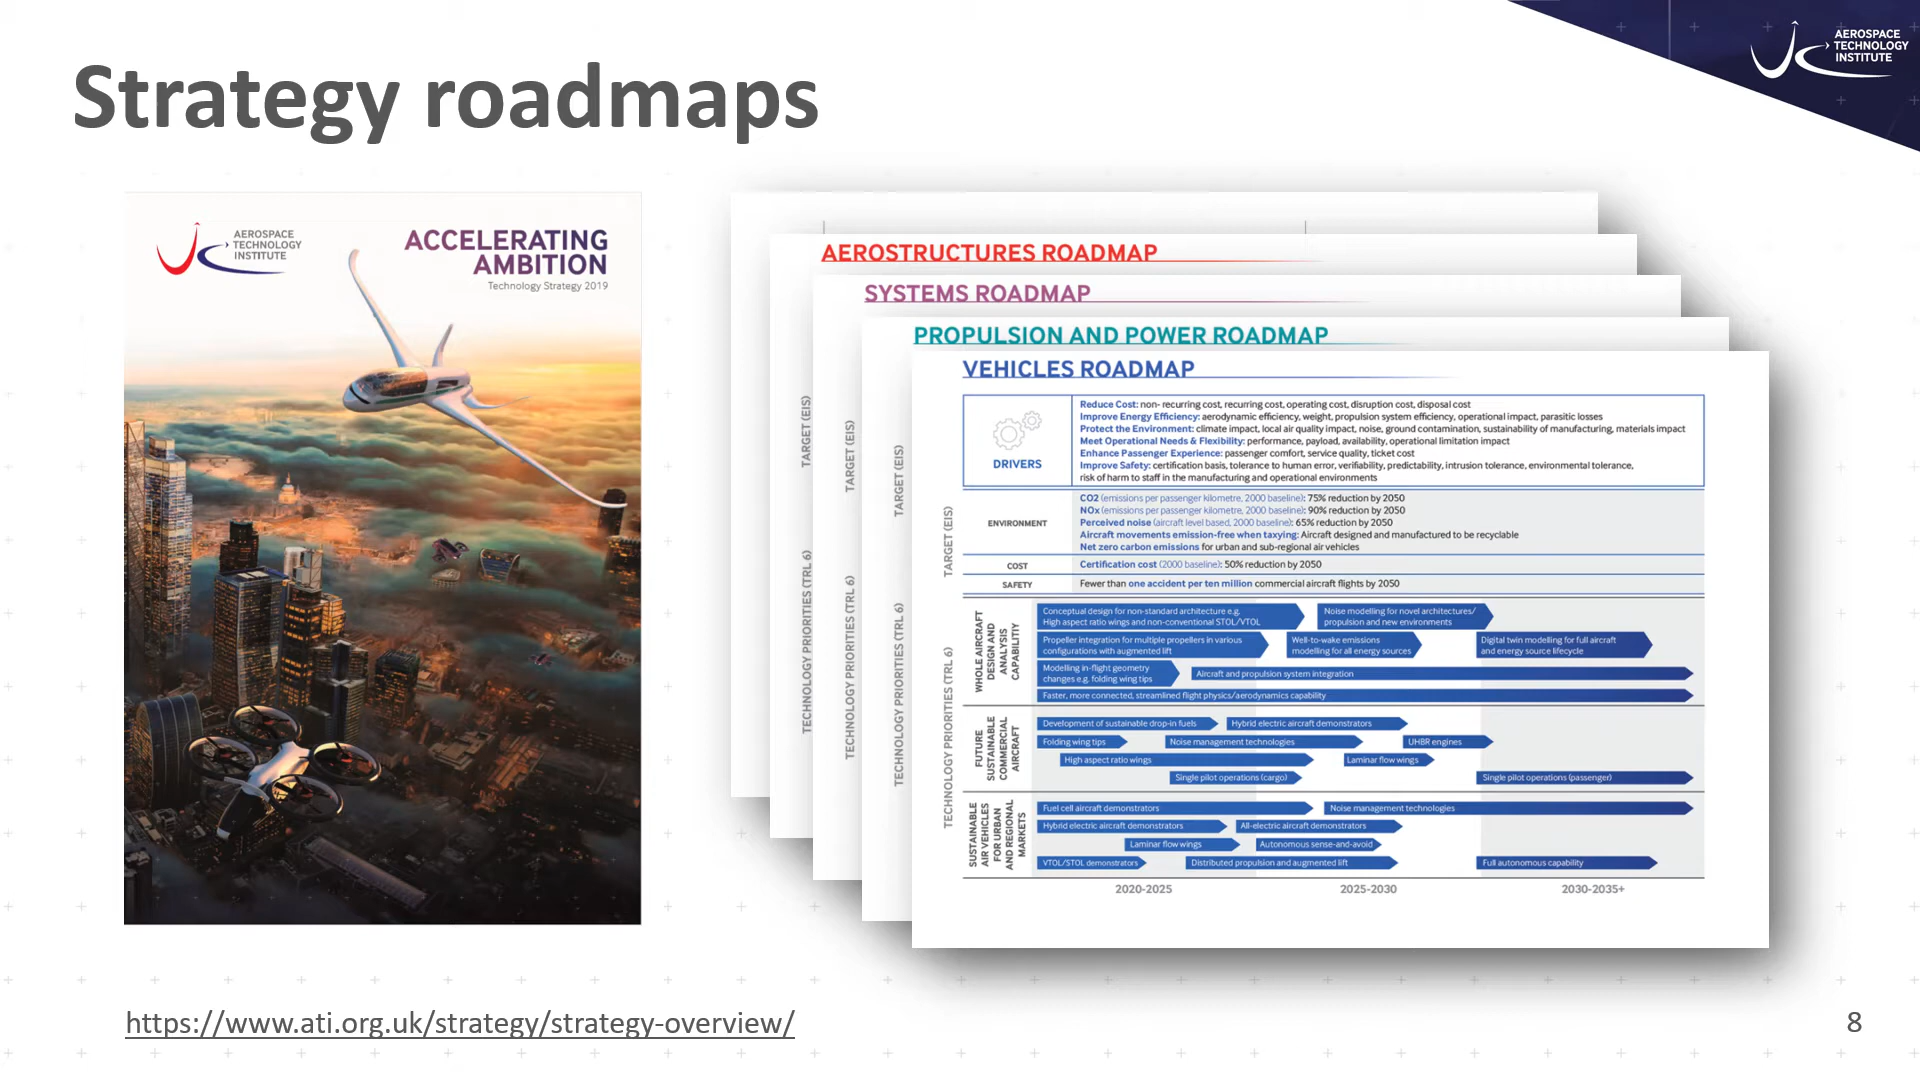 Strategy roadmaps
AEROSPACE
TECHNOLOGY
INSTITUTE
AEROSPACE
TECHNOLOGY
INSTITUTE
ACCELERATING
AMBITION
Technology Strategy 2019
AEROSTRUCTURES ROADMAP
TARGET (EIS)
TECHNOLOGY PRIORITIES (TRL 6)
SYSTEMS ROADMAP
TARGET (EIS)
TECHNOLOGY PRIORITIES (TRL 6)
PROPULSION AND POWER ROADMAP
TARGET (EIS)
TECHNOLOGY PRIORITIES (TRL 6)
VEHICLES ROADMAP
DRIVERS
Reduce Cost: non- recurring cost, recurring cost, operating cost, disruption cost, disposal cost
Improve Energy Efficiency: aerodynamic efficiency, weight, propulsion system efficiency, operational impact, parasitic losses
Protect the Environment: climate impact, local air quality impact, noise, ground contamination, sustainability of manufacturing, materials impact
Meet Operational Needs & Flexibility: performance, payload, availability, operational limitation impact
Enhance Passenger Experience: passenger comfort, service quality, ticket cost
Improve Safety: certification basis, tolerance to human error, verifiability, predictability, intrusion tolerance, environmental tolerance,
risk of harm to staff in the manufacturing and operational environments
TARGET (EIS)
ENVIRONMENT
CO2 (emissions per passenger kilometre, 2000 baseline): 75% reduction by 2050
NOx (emissions per passenger kilometre, 2000 baseline): 90% reduction by 2050
Perceived noise (aircraft level based, 2000 baseline): 65% reduction by 2050
Aircraft movements emission-free when taxying: Aircraft designed and manufactured to be recyclable
Net zero carbon emissions for urban and sub-regional air vehicles
COST
Certification cost (2000 baseline): 50% reduction by 2050
SAFETY
Fewer than one accident per ten million commercial aircraft flights by 2050
TECHNOLOGY PRIORITIES (TRL 6)
WHOLE AIRCRAFT
DESIGN AND
ANALYSIS
CAPABILITIY
Conceptual design for non-standard architecture e.g.
High aspect ratio wings and non-conventional STOL/VTOL
Noise modelling for novel architectures/
propulsion and new environments
Propeller integration for multiple propellers in various
configurations with augmented lift
Well-to-wake emissions
modelling for all energy sources
Digital twin modelling for full aircraft
and energy source lifecycle
Modelling in-flight geometry
changes e.g. folding wing tips
Aircraft and propulsion system integration
Faster, more connected, streamlined flight physics/aerodynamics capability
FUTURE
SUSTAINABLE
COMMERCIAL
AIRCRAFT
Development of sustainable drop-in fuels
Hybrid electric aircraft demonstrators
Folding wing tips
Noise management technologies
UHBR engines
High aspect ratio wings
Laminar flow wings
Single pilot operations (cargo)
Single pilot operations (passenger)
SUSTAINABLE
AIR VEHICLES
FOR URBAN
AND REGIONAL
MARKETS
Fuel cell aircraft demonstrators
Noise management technologies
Hybrid electric aircraft demonstrators
All-electric aircraft demonstrators
Laminar flow wings
Autonomous sense-and-avoid
VTOL/STOL demonstrators
Distributed propulsion and augmented lift
Full autonomous capability
2020-2025
2025-2030
2030-2035+
https://www.ati.org.uk/strategy/strategy-overview/
8